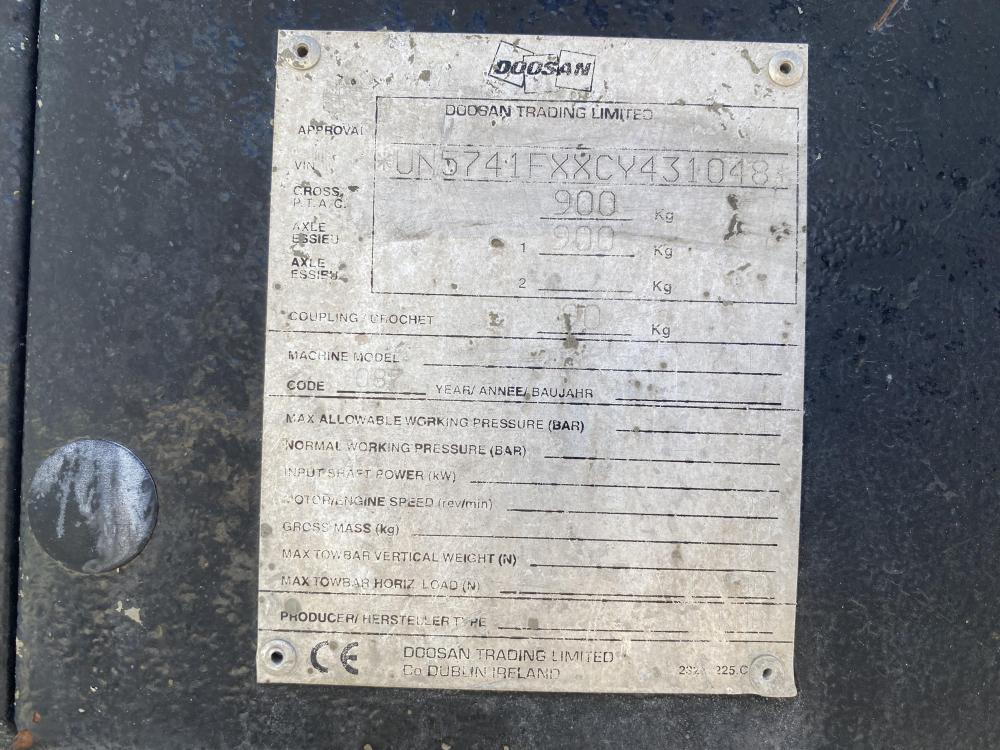 DOOSAN
DOOSAN TRADING LIMITED
APPROVAL
VIN *UN5741FXXCY431048*
GROSS P.T.A.C. 900 Kg
AXLE ESSIEU 1 900 Kg
AXLE ESSIEU 2 Kg
COUPLING / CROCHET Kg
MACHINE MODEL
CODE YEAR/ ANNEE/ BAUJAHR
MAX ALLOWABLE WORKING PRESSURE (BAR)
NORMAL WORKING PRESSURE (BAR)
INPUT SHAFT POWER (kW)
MOTOR/ENGINE SPEED (rev/min)
GROSS MASS (kg)
MAX TOWBAR VERTICAL WEIGHT (N)
MAX TOWBAR HORIZ. LOAD (N)
PRODUCER/ HERSTELLER TYPE
CE DOOSAN TRADING LIMITED
Co DUBLIN IRELAND